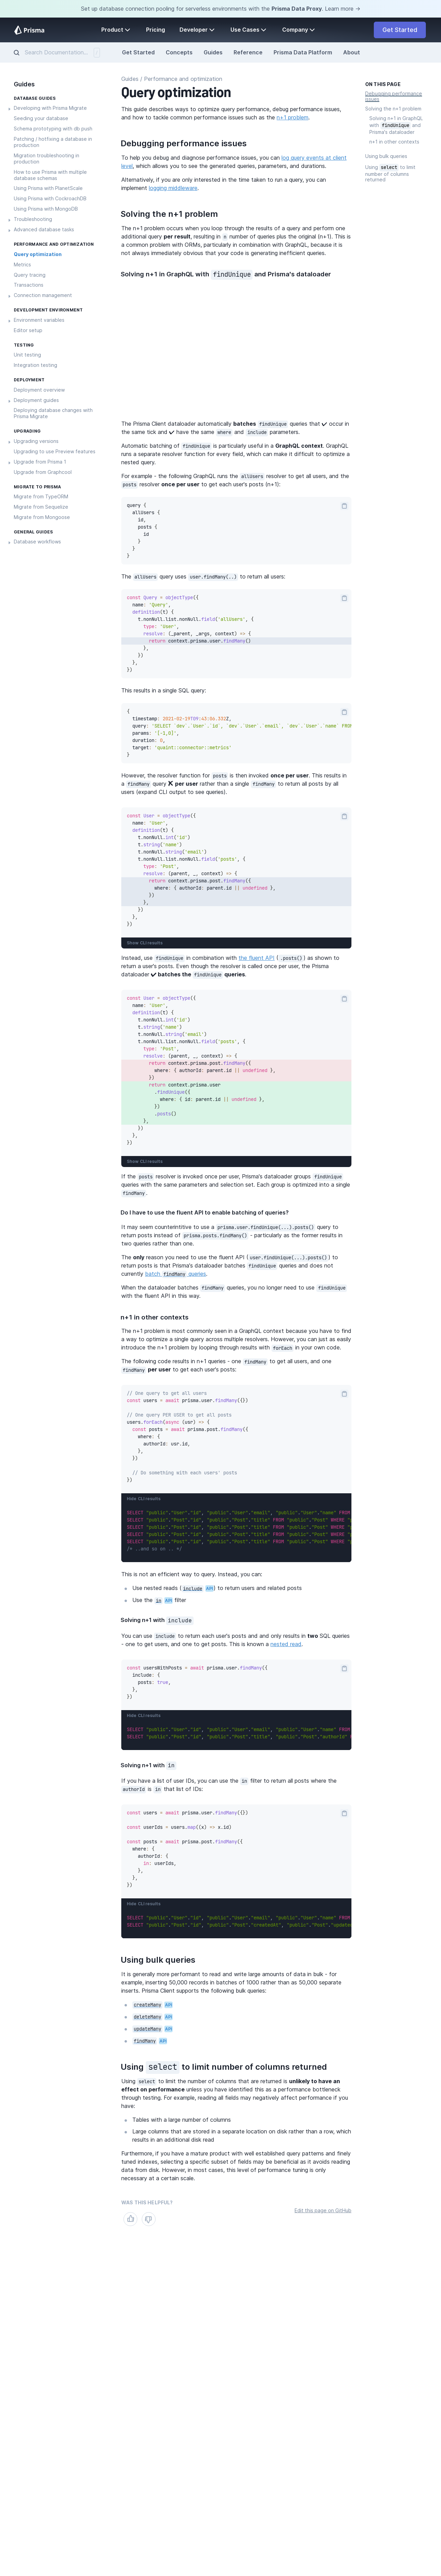 Set up database connection pooling for serverless environments with the Prisma Data Proxy. Learn more →
Prisma
Product
Pricing
Developer
Use Cases
Company
Get Started
Search Documentation...
Get Started
Concepts
Guides
Reference
Prisma Data Platform
About
Guides
DATABASE GUIDES
Developing with Prisma Migrate
Seeding your database
Schema prototyping with db push
Patching / hotfixing a database in
production
Migration troubleshooting in
production
How to use Prisma with multiple
database schemas
Using Prisma with PlanetScale
Using Prisma with CockroachDB
Using Prisma with MongoDB
Troubleshooting
Advanced database tasks
PERFORMANCE AND OPTIMIZATION
Query optimization
Metrics
Query tracing
Transactions
Connection management
DEVELOPMENT ENVIRONMENT
Environment variables
Editor setup
TESTING
Unit testing
Integration testing
DEPLOYMENT
Deployment overview
Deployment guides
Deploying database changes with
Prisma Migrate
UPGRADING
Upgrading versions
Upgrading to use Preview features
Upgrade from Prisma 1
Upgrade from Graphcool
MIGRATE TO PRISMA
Migrate from TypeORM
Migrate from Sequelize
Migrate from Mongoose
GENERAL GUIDES
Database workflows
Guides / Performance and optimization
Query optimization
This guide describes ways to optimize query performance, debug performance issues,
and how to tackle common performance issues such as the n+1 problem.
Debugging performance issues
To help you debug and diagnose performance issues, you can log query events at client
level, which allows you to see the generated queries, parameters, and durations.
Alternatively, if you are only interested in the time taken to run a query, you can
implement logging middleware.
Solving the n+1 problem
The n+1 problem occurs when you loop through the results of a query and perform one
additional query per result, resulting in n number of queries plus the original (n+1). This is
a common problem with ORMs, particularly in combination with GraphQL, because it is
not always immediately obvious that your code is generating inefficient queries.
Solving n+1 in GraphQL with findUnique and Prisma's dataloader
The Prisma Client dataloader automatically batches findUnique queries that ✔ occur in
the same tick and ✔ have the same where and include parameters.
Automatic batching of findUnique is particularly useful in a GraphQL context. GraphQL
runs a separate resolver function for every field, which can make it difficult to optimize a
nested query.
For example - the following GraphQL runs the allUsers resolver to get all users, and the
posts resolver once per user to get each user's posts (n+1):
query {
allUsers {
id,
posts {
id
}
}
}
The allUsers query uses user.findMany(..) to return all users:
const Query = objectType({
name: 'Query',
definition(t) {
t.nonNull.list.nonNull.field('allUsers', {
type: 'User',
resolve: (_parent, _args, context) => {
return context.prisma.user.findMany()
},
})
},
})
This results in a single SQL query:
{
timestamp: 2021-02-19T09:43:06.332Z,
query: 'SELECT `dev`.`User`.`id`, `dev`.`User`.`email`, `dev`.`User`.`name` FROM
params: '[-1,0]',
duration: 0,
target: 'quaint::connector::metrics'
}
However, the resolver function for posts is then invoked once per user. This results in
a findMany query ✘ per user rather than a single findMany to return all posts by all
users (expand CLI output to see queries).
const User = objectType({
name: 'User',
definition(t) {
t.nonNull.int('id')
t.string('name')
t.nonNull.string('email')
t.nonNull.list.nonNull.field('posts', {
type: 'Post',
resolve: (parent, _, context) => {
return context.prisma.post.findMany({
where: { authorId: parent.id || undefined },
})
},
})
},
})
Show CLI results
Instead, use findUnique in combination with the fluent API (.posts()) as shown to
return a user's posts. Even though the resolver is called once per user, the Prisma
dataloader ✔ batches the findUnique queries.
const User = objectType({
name: 'User',
definition(t) {
t.nonNull.int('id')
t.string('name')
t.nonNull.string('email')
t.nonNull.list.nonNull.field('posts', {
type: 'Post',
resolve: (parent, _, context) => {
return context.prisma.post.findMany({
where: { authorId: parent.id || undefined },
})
return context.prisma.user
.findUnique({
where: { id: parent.id || undefined },
})
.posts()
},
})
},
})
Show CLI results
If the posts resolver is invoked once per user, Prisma's dataloader groups findUnique
queries with the same parameters and selection set. Each group is optimized into a single
findMany.
Do I have to use the fluent API to enable batching of queries?
It may seem counterintitive to use a prisma.user.findUnique(...).posts() query to
return posts instead of prisma.posts.findMany() - particularly as the former results in
two queries rather than one.
The only reason you need to use the fluent API (user.findUnique(...).posts()) to
return posts is that Prisma's dataloader batches findUnique queries and does not
currently batch findMany queries.
When the dataloader batches findMany queries, you no longer need to use findUnique
with the fluent API in this way.
n+1 in other contexts
The n+1 problem is most commonly seen in a GraphQL context because you have to find
a way to optimize a single query across multiple resolvers. However, you can just as easily
introduce the n+1 problem by looping through results with forEach in your own code.
The following code results in n+1 queries - one findMany to get all users, and one
findMany per user to get each user's posts:
// One query to get all users
const users = await prisma.user.findMany({})
// One query PER USER to get all posts
users.forEach(async (usr) => {
const posts = await prisma.post.findMany({
where: {
authorId: usr.id,
},
})
// Do something with each users' posts
})
Hide CLI results
SELECT "public"."User"."id", "public"."User"."email", "public"."User"."name" FROM
SELECT "public"."Post"."id", "public"."Post"."title" FROM "public"."Post" WHERE "p
SELECT "public"."Post"."id", "public"."Post"."title" FROM "public"."Post" WHERE "p
SELECT "public"."Post"."id", "public"."Post"."title" FROM "public"."Post" WHERE "p
SELECT "public"."Post"."id", "public"."Post"."title" FROM "public"."Post" WHERE "p
/* ..and so on .. */
This is not an efficient way to query. Instead, you can:
Use nested reads (include API) to return users and related posts
Use the in API filter
Solving n+1 with include
You can use include to return each user's posts and and only results in two SQL queries
- one to get users, and one to get posts. This is known a nested read.
const usersWithPosts = await prisma.user.findMany({
include: {
posts: true,
},
})
Hide CLI results
SELECT "public"."User"."id", "public"."User"."email", "public"."User"."name" FROM
SELECT "public"."Post"."id", "public"."Post"."title", "public"."Post"."authorId"
Solving n+1 with in
If you have a list of user IDs, you can use the in filter to return all posts where the
authorId is in that list of IDs:
const users = await prisma.user.findMany({})
const userIds = users.map((x) => x.id)
const posts = await prisma.post.findMany({
where: {
authorId: {
in: userIds,
},
},
})
Hide CLI results
SELECT "public"."User"."id", "public"."User"."email", "public"."User"."name" FROM
SELECT "public"."Post"."id", "public"."Post"."createdAt", "public"."Post"."update
Using bulk queries
It is generally more performant to read and write large amounts of data in bulk - for
example, inserting 50,000 records in batches of 1000 rather than as 50,000 separate
inserts. Prisma Client supports the following bulk queries:
createMany API
deleteMany API
updateMany API
findMany API
Using select to limit number of columns returned
Using select to limit the number of columns that are returned is unlikely to have an
effect on performance unless you have identified this as a performance bottleneck
through testing. For example, reading all fields may negatively affect performance if you
have:
Tables with a large number of columns
Large columns that are stored in a separate location on disk rather than a row, which
results in an additional disk read
Furthermore, if you have a mature product with well established query patterns and finely
tuned indexes, selecting a specific subset of fields may be beneficial as it avoids reading
data from disk. However, in most cases, this level of performance tuning is only
necessary at a certain scale.
WAS THIS HELPFUL?
Edit this page on GitHub
ON THIS PAGE
Debugging performance
issues
Solving the n+1 problem
Solving n+1 in GraphQL
with findUnique and
Prisma's dataloader
n+1 in other contexts
Using bulk queries
Using select to limit
number of columns
returned